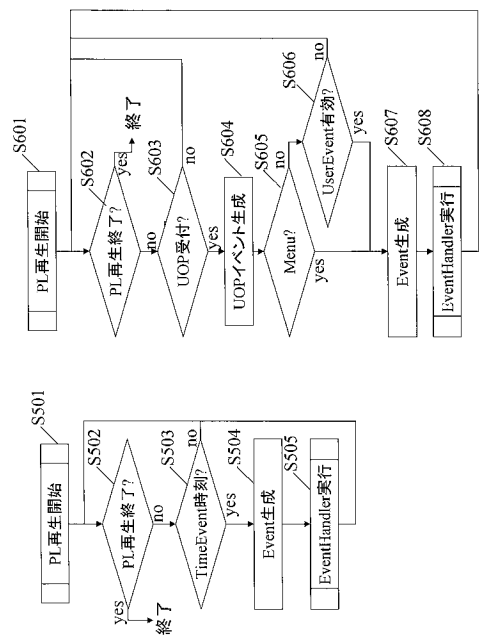 S501
PL再生開始
S502
PL再生終了?
yes
終了
no
S503
TimeEvent時刻?
no
yes
S504
Event生成
S505
EventHandler実行
S601
PL再生開始
S602
PL再生終了?
yes
終了
no
S603
UOP受付?
no
yes
S604
UOPイベント生成
S605
Menu?
no
yes
S606
UserEvent有効?
no
yes
S607
Event生成
S608
EventHandler実行